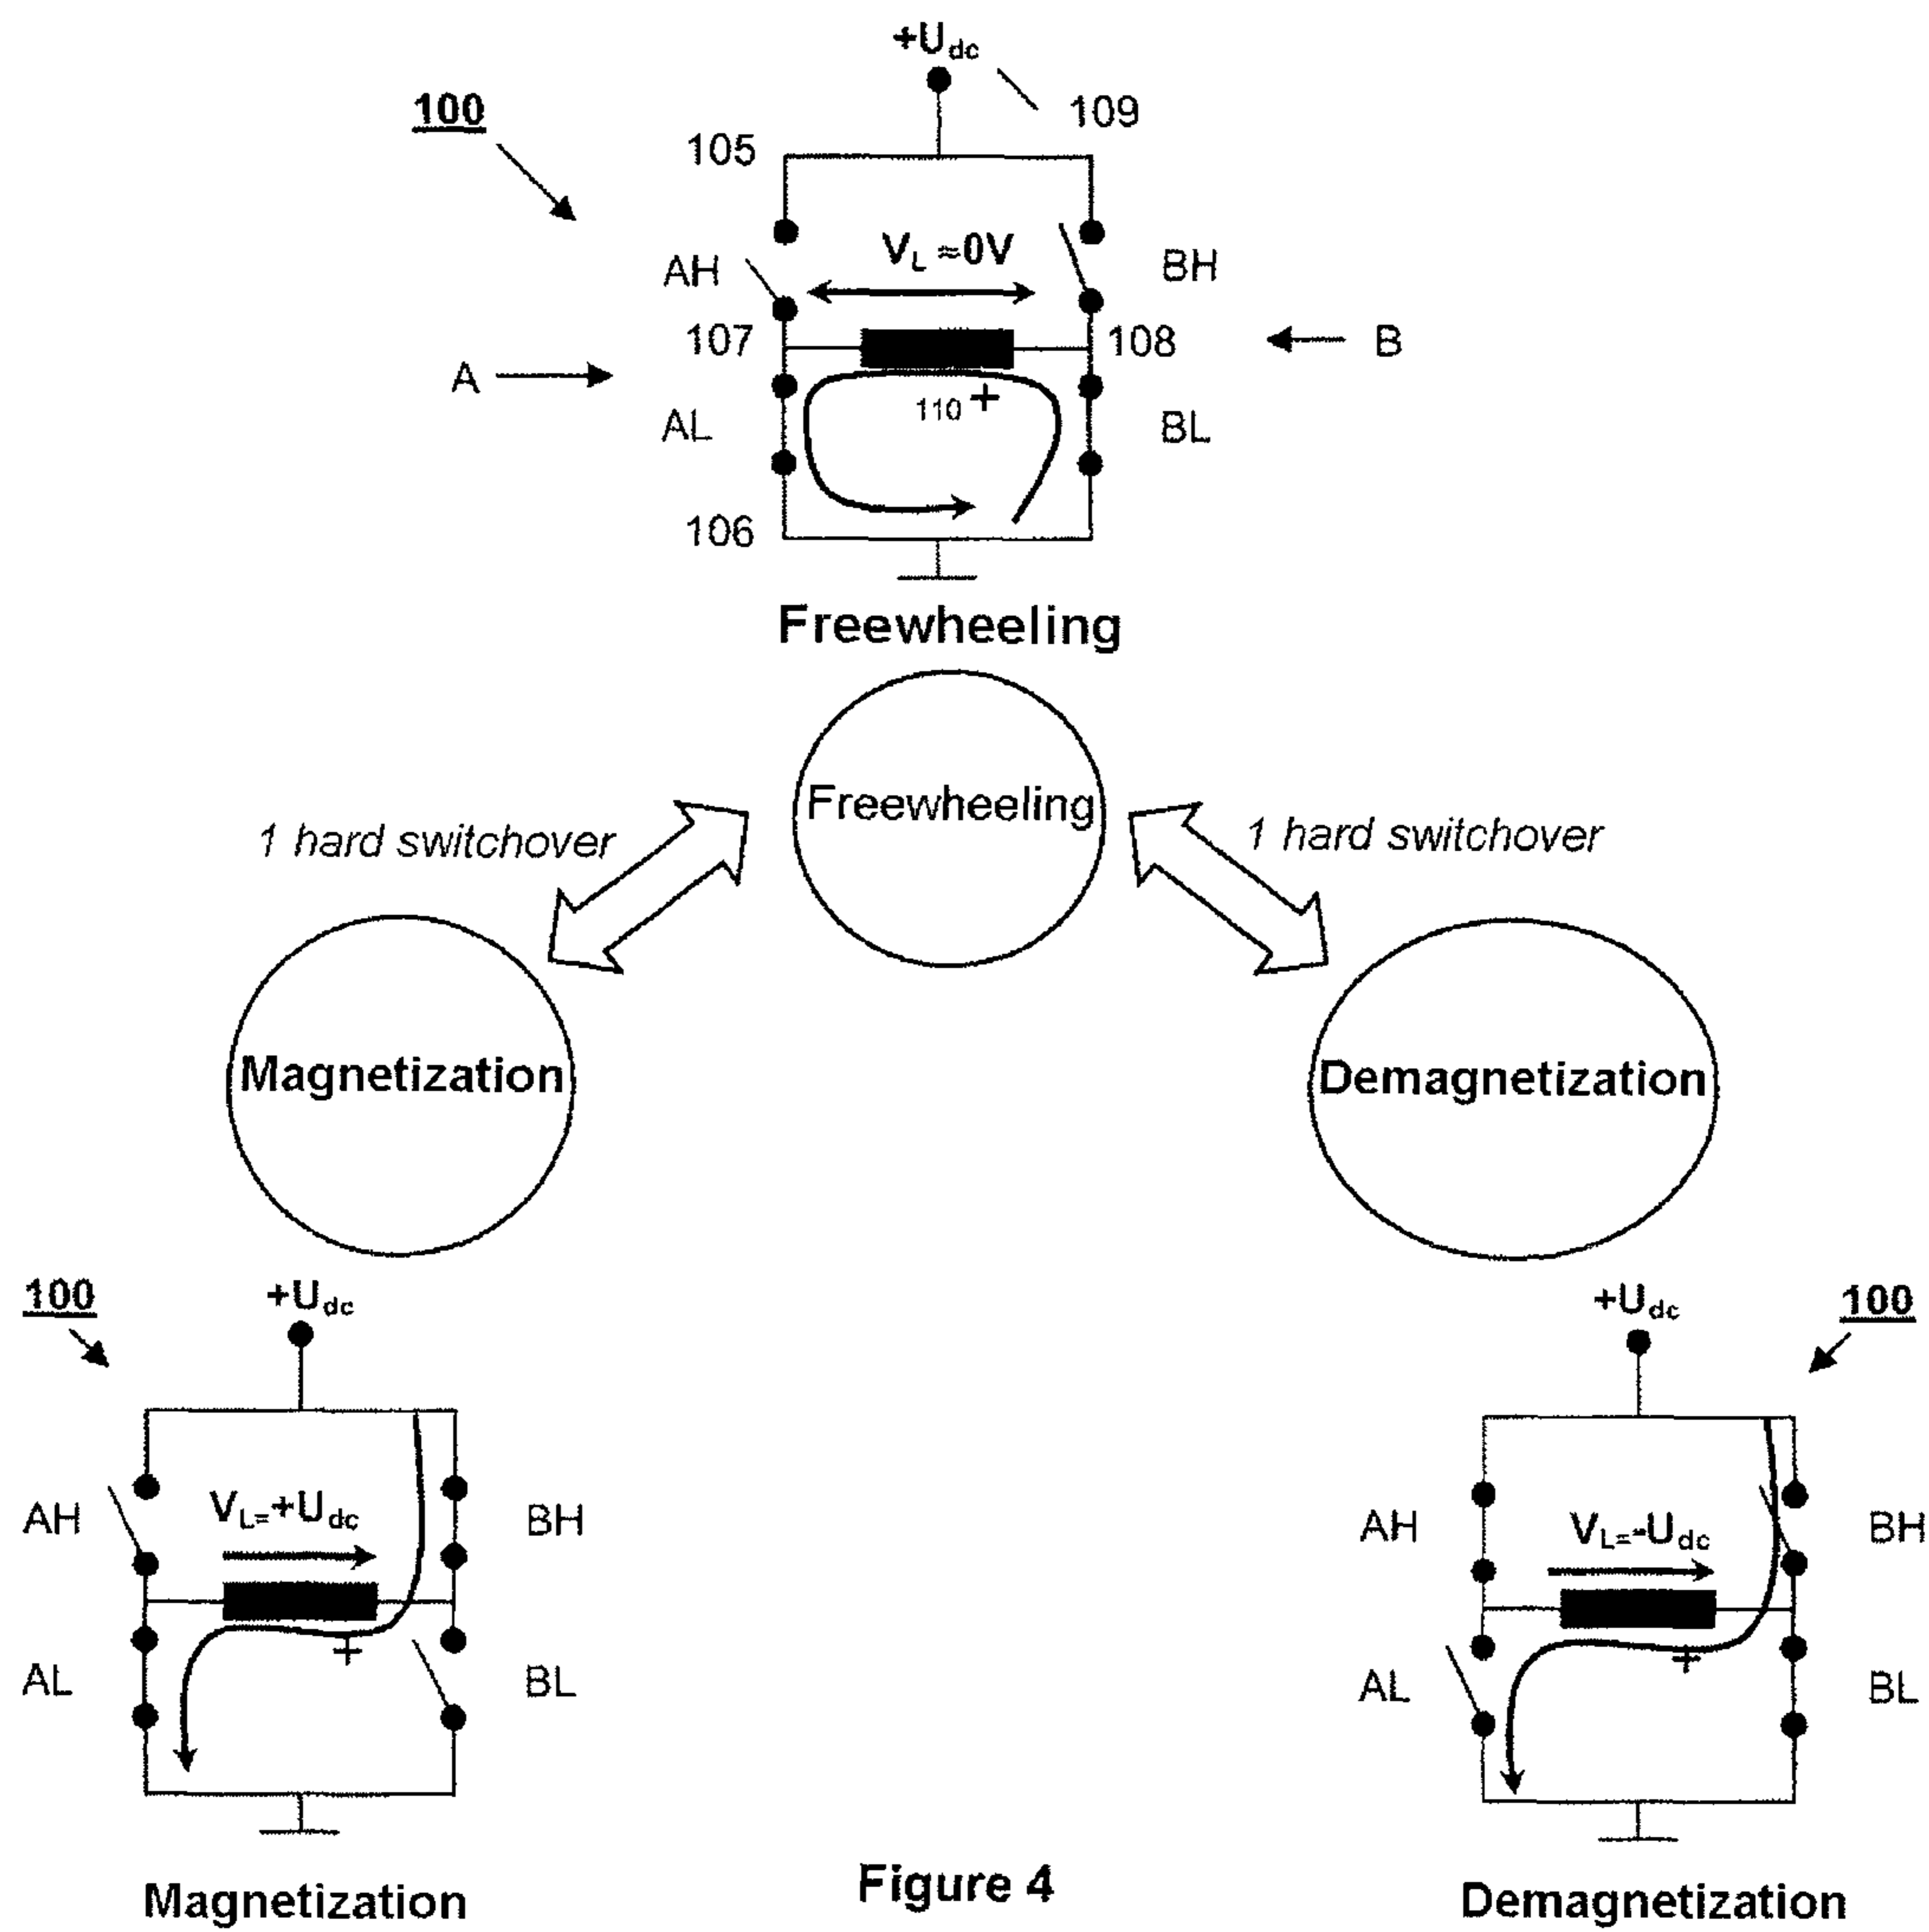 +Udc
100
109
105
VL ≈0V
AH
BH
107
108
A
B
110 +
AL
BL
106
Freewheeling
Freewheeling
1 hard switchover
1 hard switchover
Magnetization
Demagnetization
100
+Udc
AH
VL=+Udc
BH
+
AL
BL
Magnetization
+Udc
100
AH
VL=-Udc
BH
+
AL
BL
Demagnetization
Figure 4